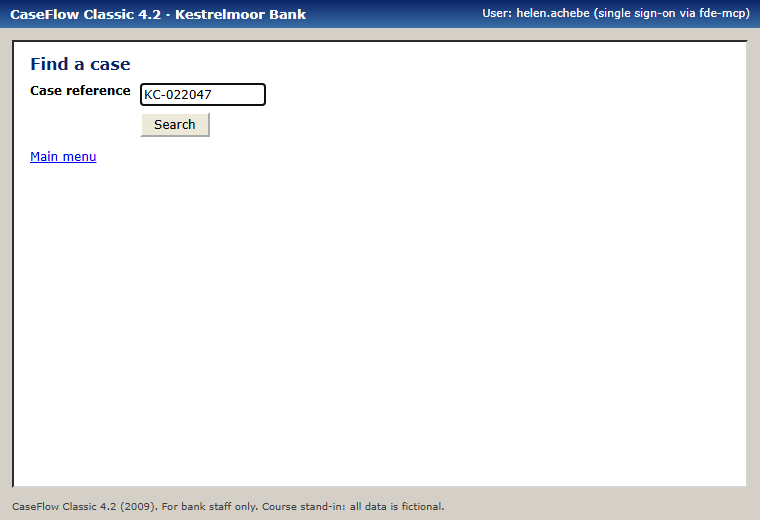 CaseFlow Classic 4.2 · Kestrelmoor Bank
User: helen.achebe (single sign-on via fde-mcp)
Find a case
Case reference KC-022047
Search
Main menu
CaseFlow Classic 4.2 (2009). For bank staff only. Course stand-in: all data is fictional.